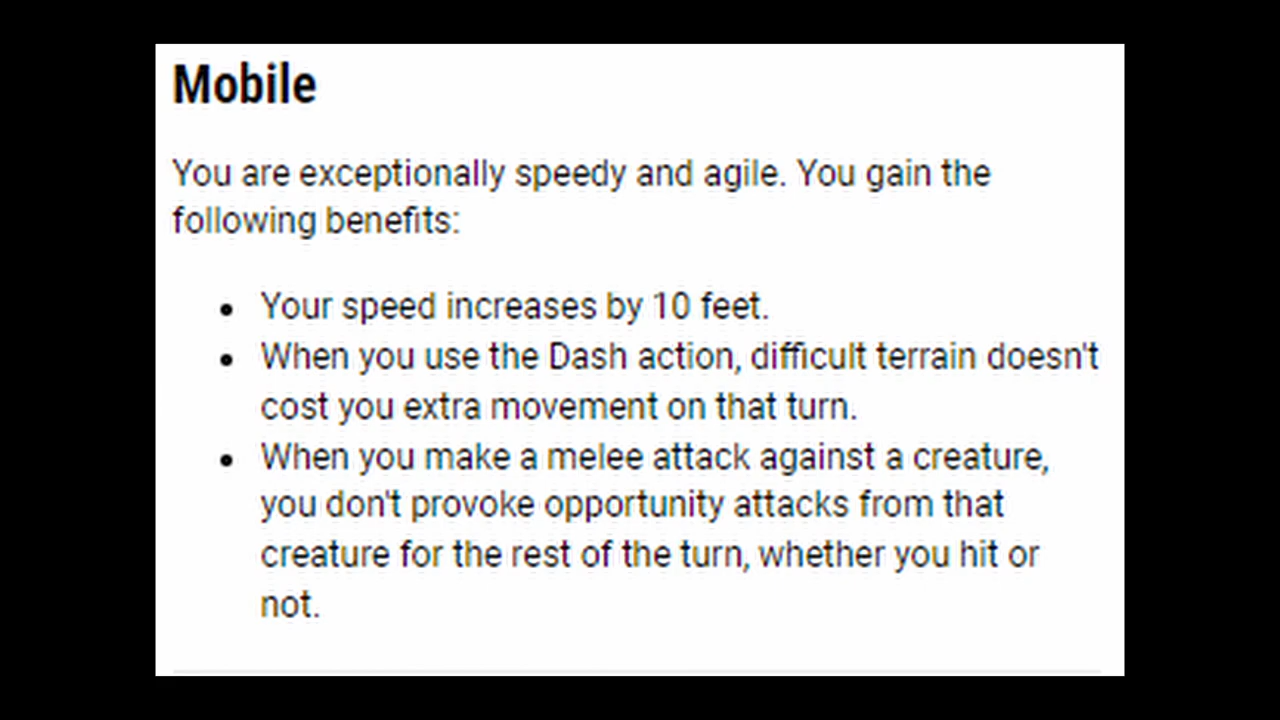 Mobile
You are exceptionally speedy and agile. You gain the
following benefits:
• Your speed increases by 10 feet.
• When you use the Dash action, difficult terrain doesn't
cost you extra movement on that turn.
• When you make a melee attack against a creature,
you don't provoke opportunity attacks from that
creature for the rest of the turn, whether you hit or
not.